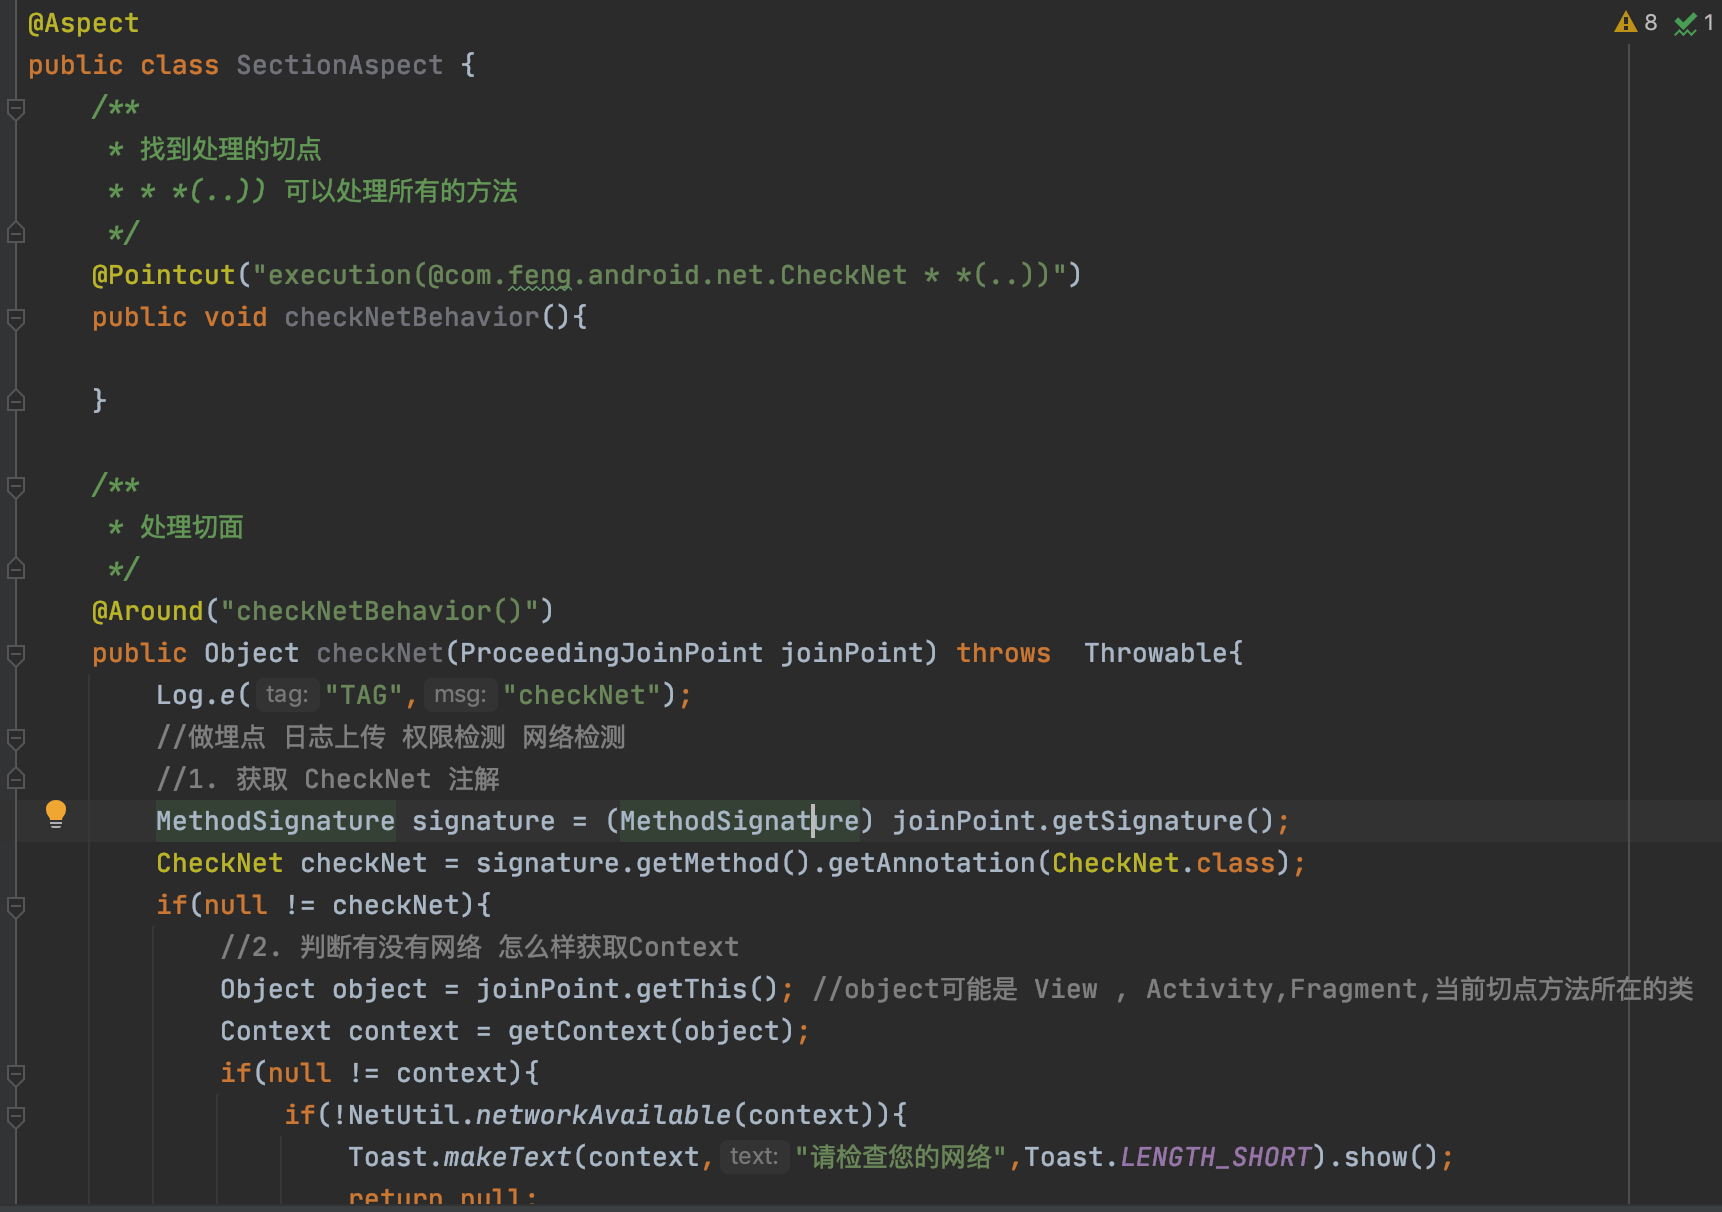 @Aspect
8 1
public class SectionAspect {
/**
* 找到处理的切点
* * *(..)) 可以处理所有的方法
*/
@Pointcut("execution(@com.feng.android.net.CheckNet * *(..))")
public void checkNetBehavior(){
}
/**
* 处理切面
*/
@Around("checkNetBehavior()")
public Object checkNet(ProceedingJoinPoint joinPoint) throws  Throwable{
Log.e( tag: "TAG", msg: "checkNet");
//做埋点 日志上传 权限检测 网络检测
//1. 获取 CheckNet 注解
MethodSignature signature = (MethodSignature) joinPoint.getSignature();
CheckNet checkNet = signature.getMethod().getAnnotation(CheckNet.class);
if(null != checkNet){
//2. 判断有没有网络 怎么样获取Context
Object object = joinPoint.getThis(); //object可能是 View , Activity,Fragment,当前切点方法所在的类
Context context = getContext(object);
if(null != context){
if(!NetUtil.networkAvailable(context)){
Toast.makeText(context, text: "请检查您的网络",Toast.LENGTH_SHORT).show();
return null;